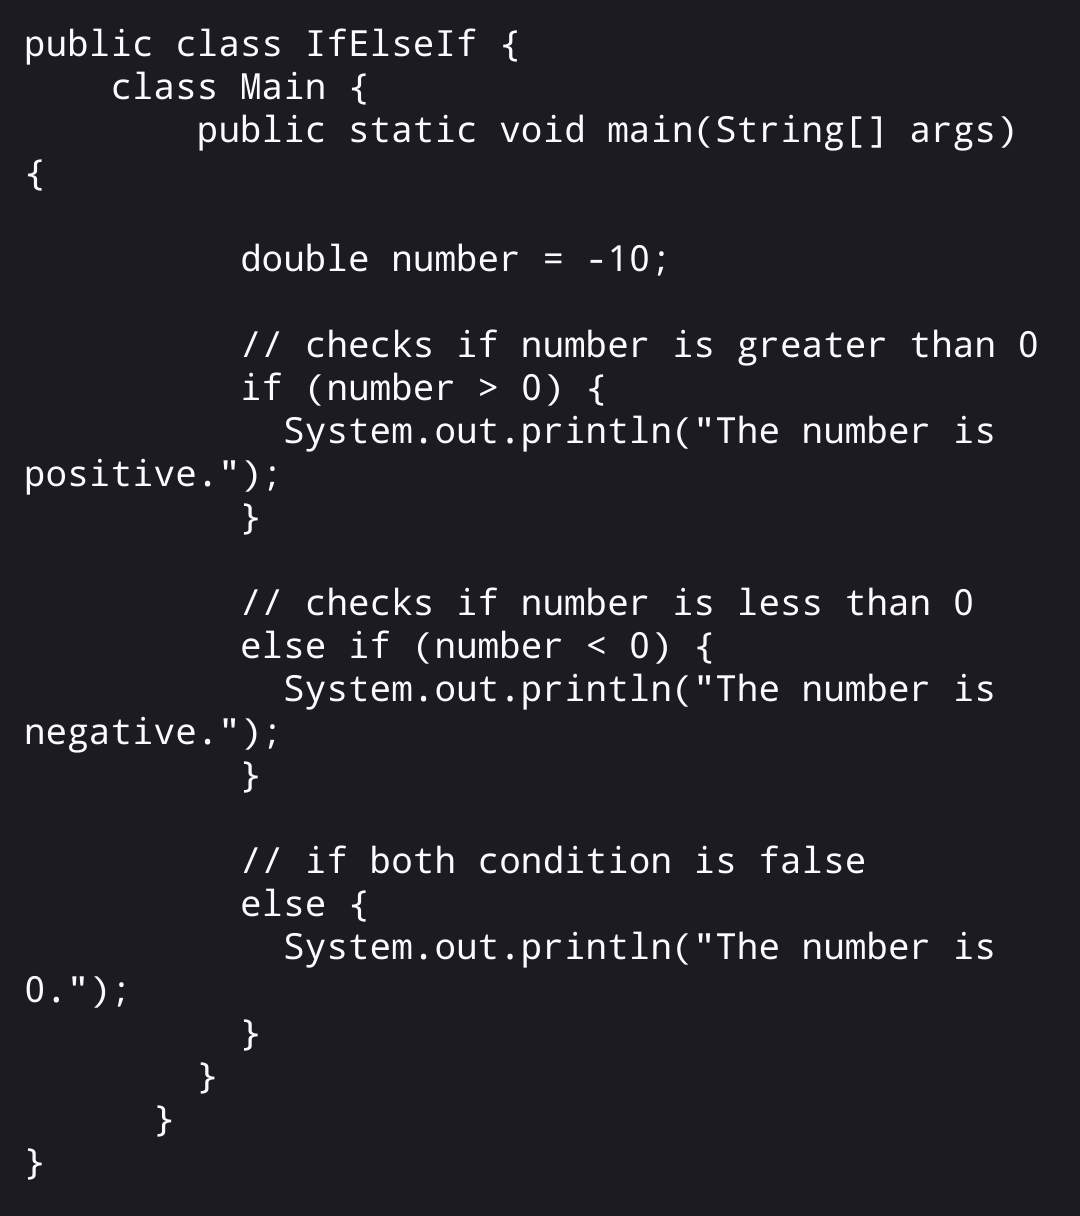 public class IfElseIf {
    class Main {
        public static void main(String[] args)
{

          double number = -10;

          // checks if number is greater than 0
          if (number > 0) {
            System.out.println("The number is
positive.");
          }

          // checks if number is less than 0
          else if (number < 0) {
            System.out.println("The number is
negative.");
          }

          // if both condition is false
          else {
            System.out.println("The number is
0.");
          }
        }
      }
}